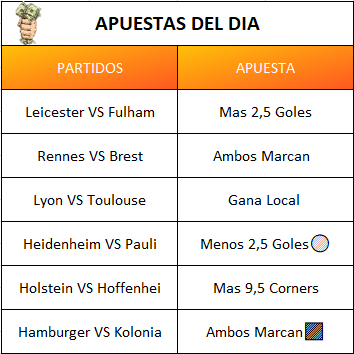 APUESTAS DEL DIA
PARTIDOS APUESTA
Leicester VS Fulham Mas 2,5 Goles
Rennes VS Brest Ambos Marcan
Lyon VS Toulouse Gana Local
Heidenheim VS Pauli Menos 2,5 Goles
Holstein VS Hoffenhei Mas 9,5 Corners
Hamburger VS Kolonia Ambos Marcan